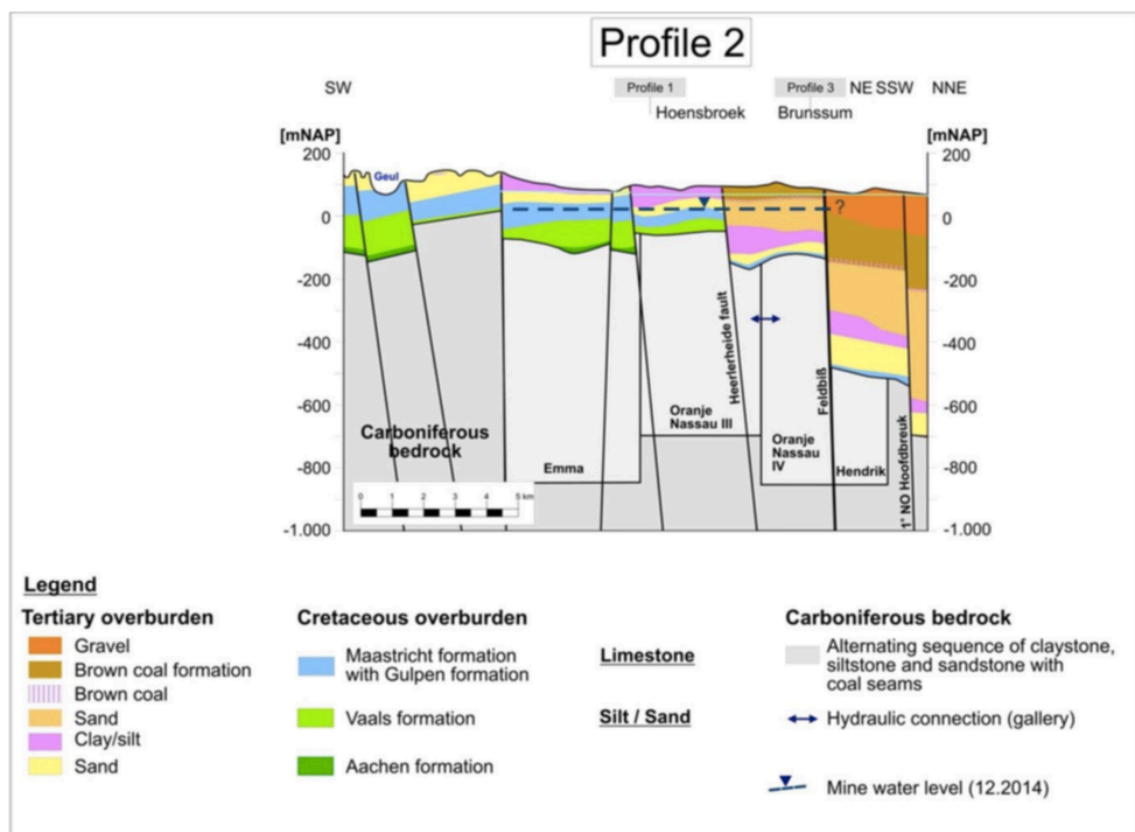 Profile 2
SW
Profile 1
Profile 3
NE SSW
NNE
Hoensbroek
Brunssum
[mNAP]
[mNAP]
200
200
Geul
0
0
?
-200
-200
-400
-400
-600
-600
-800
-800
-1.000
-1.000
Heerlerheide fault
Feldbiß
1° NO Hoofdbreuk
Carboniferous
bedrock
Emma
Oranje
Nassau III
Oranje
Nassau
IV
Hendrik
0 1 2 3 4 5 km
Legend
Tertiary overburden
Gravel
Brown coal formation
Brown coal
Sand
Clay/silt
Sand
Cretaceous overburden
Maastricht formation
with Gulpen formation
Vaals formation
Aachen formation
Limestone
Silt / Sand
Carboniferous bedrock
Alternating sequence of claystone,
siltstone and sandstone with
coal seams
Hydraulic connection (gallery)
Mine water level (12.2014)